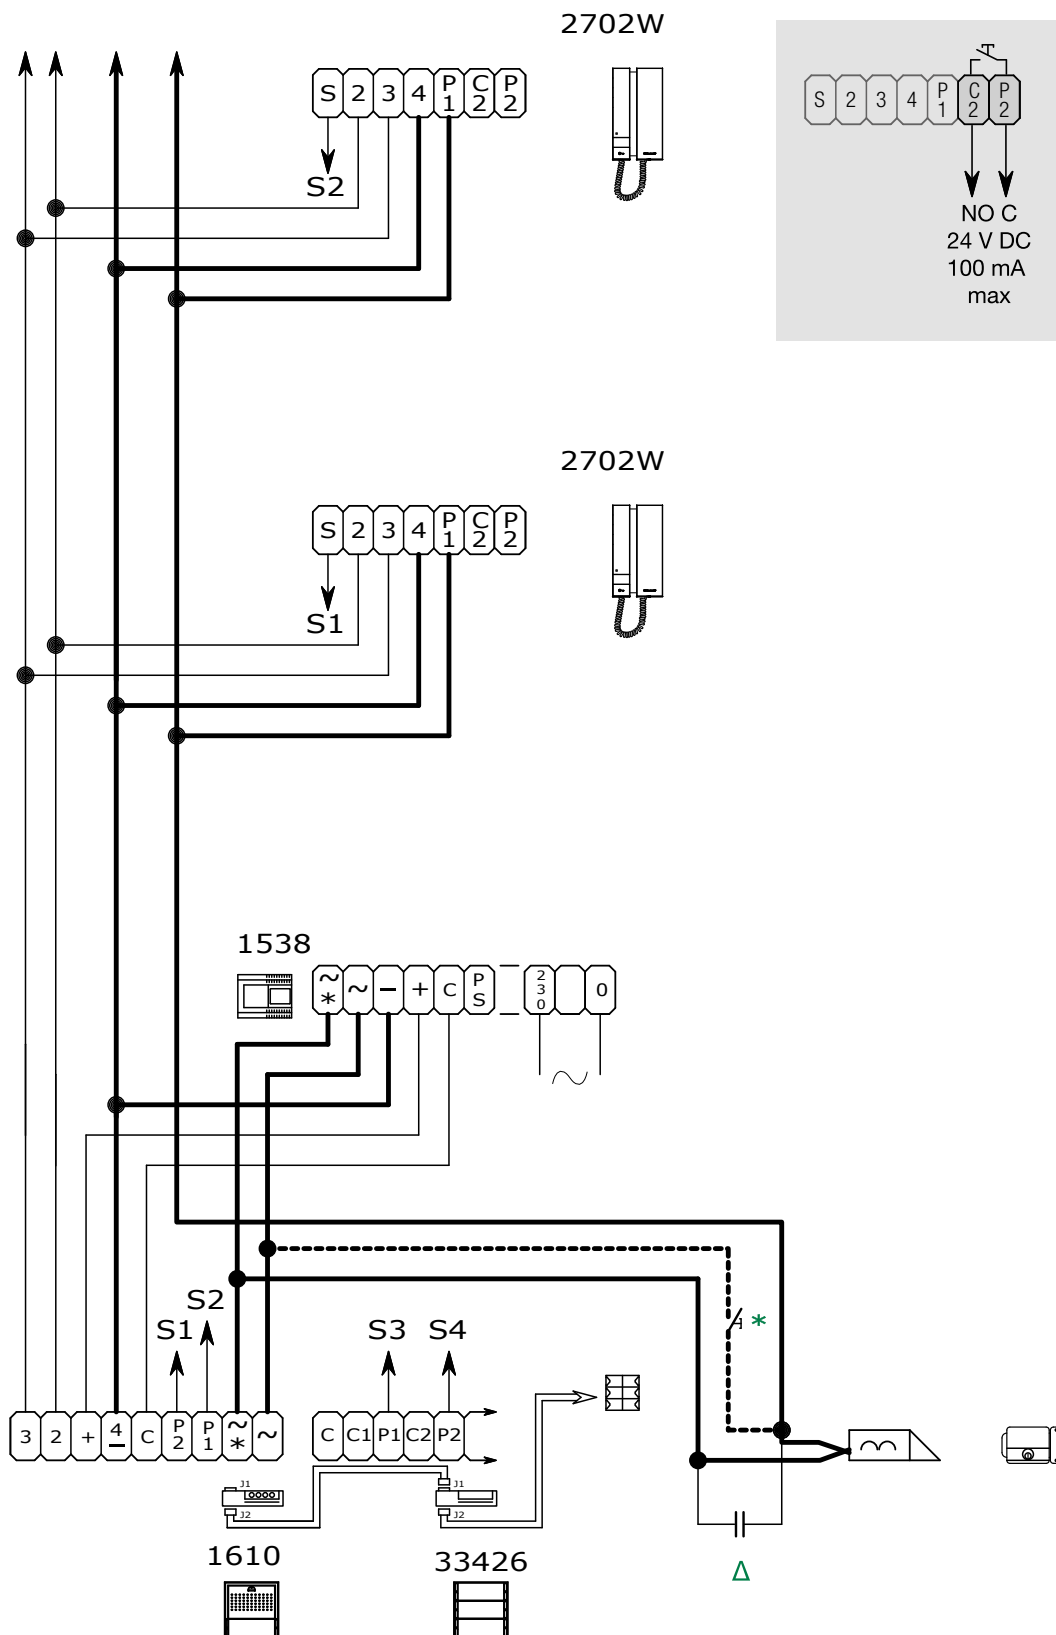 2702W
S 2 3 4 P1 C2 P2
S2
S 2 3 4 P1 C2 P2
NO C
24 V DC
100 mA
max
2702W
S 2 3 4 P1 C2 P2
S1
1538
~* ~ — + C PS 230 0
S1 S2 S3 S4
*
3 2 + 4— C P2 P1 ~* ~
C C1 P1 C2 P2
J1 J1
J2 J2
Δ
1610 33426